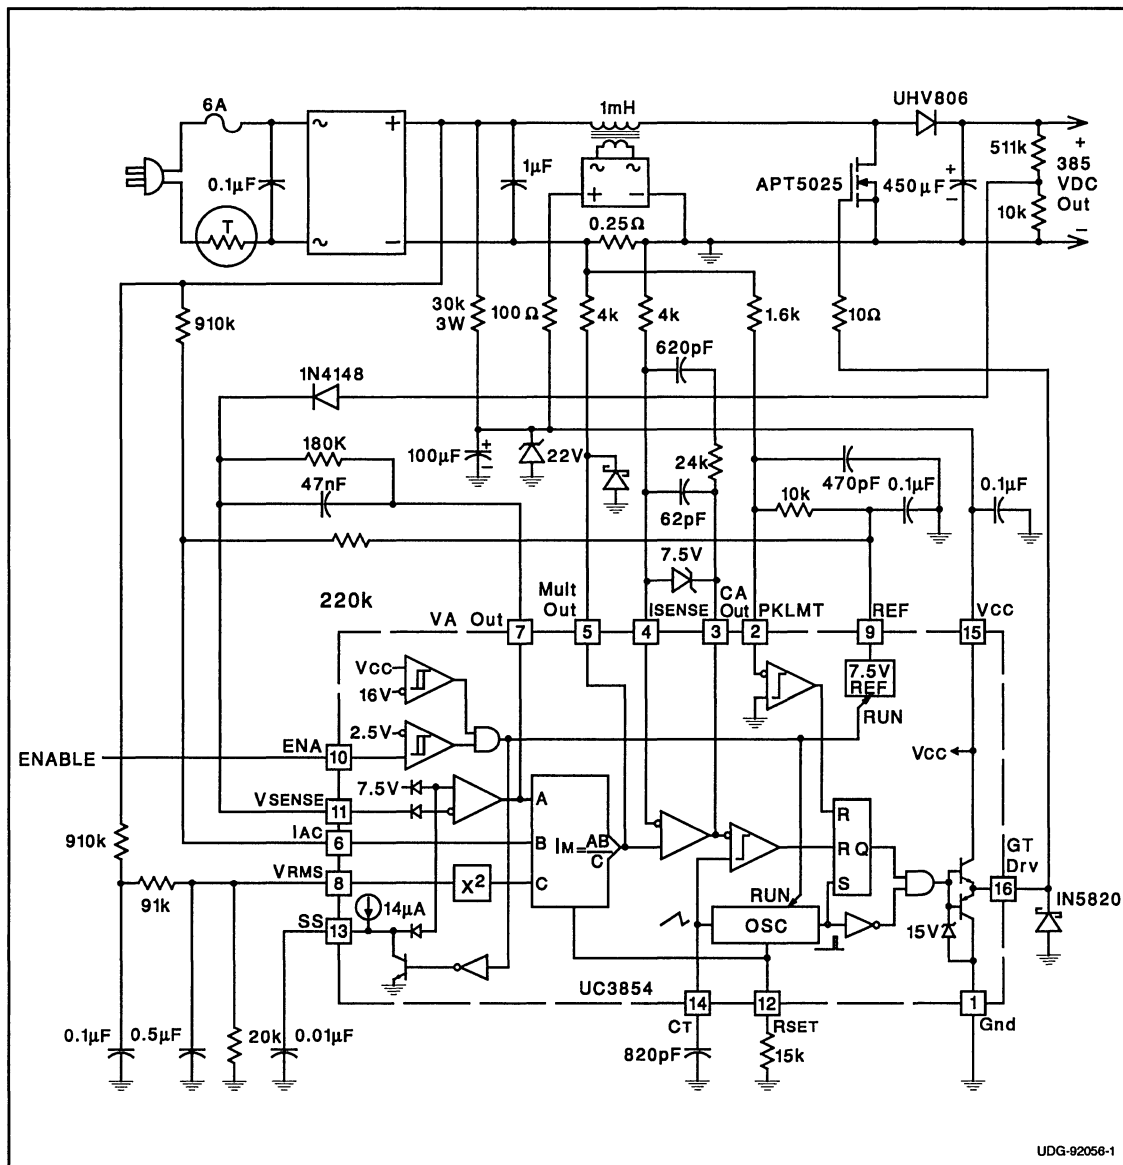 6A
1mH
UHV806
~
+
~
−
0.1µF
T
1µF
~
~
+
−
0.25Ω
APT5025
+
450µF
−
511k
10k
+
385
VDC
Out
−
910k
30k
3W
100Ω
4k
4k
1.6k
10Ω
620pF
1N4148
180K
47nF
100µF
+
−
22V
24k
62pF
470pF
10k
0.1µF
0.1µF
7.5V
220k
VA Out
Mult
Out
ISENSE
CA
Out
PKLMT
REF
VCC
7
5
4
3
2
9
15
VCC
16V
2.5V
7.5V
REF
RUN
VCC
ENABLE
ENA
10
VSENSE
11
7.5V
IAC
6
VRMS
8
SS
13
910k
91k
X²
14µA
A
B
C
IM=AB/C
R
R
Q
S
RUN
OSC
15V
GT
Drv
16
IN5820
UC3854
14
12
1
CT
RSET
Gnd
0.1µF
0.5µF
20k
0.01µF
820pF
15k
UDG-92056-1